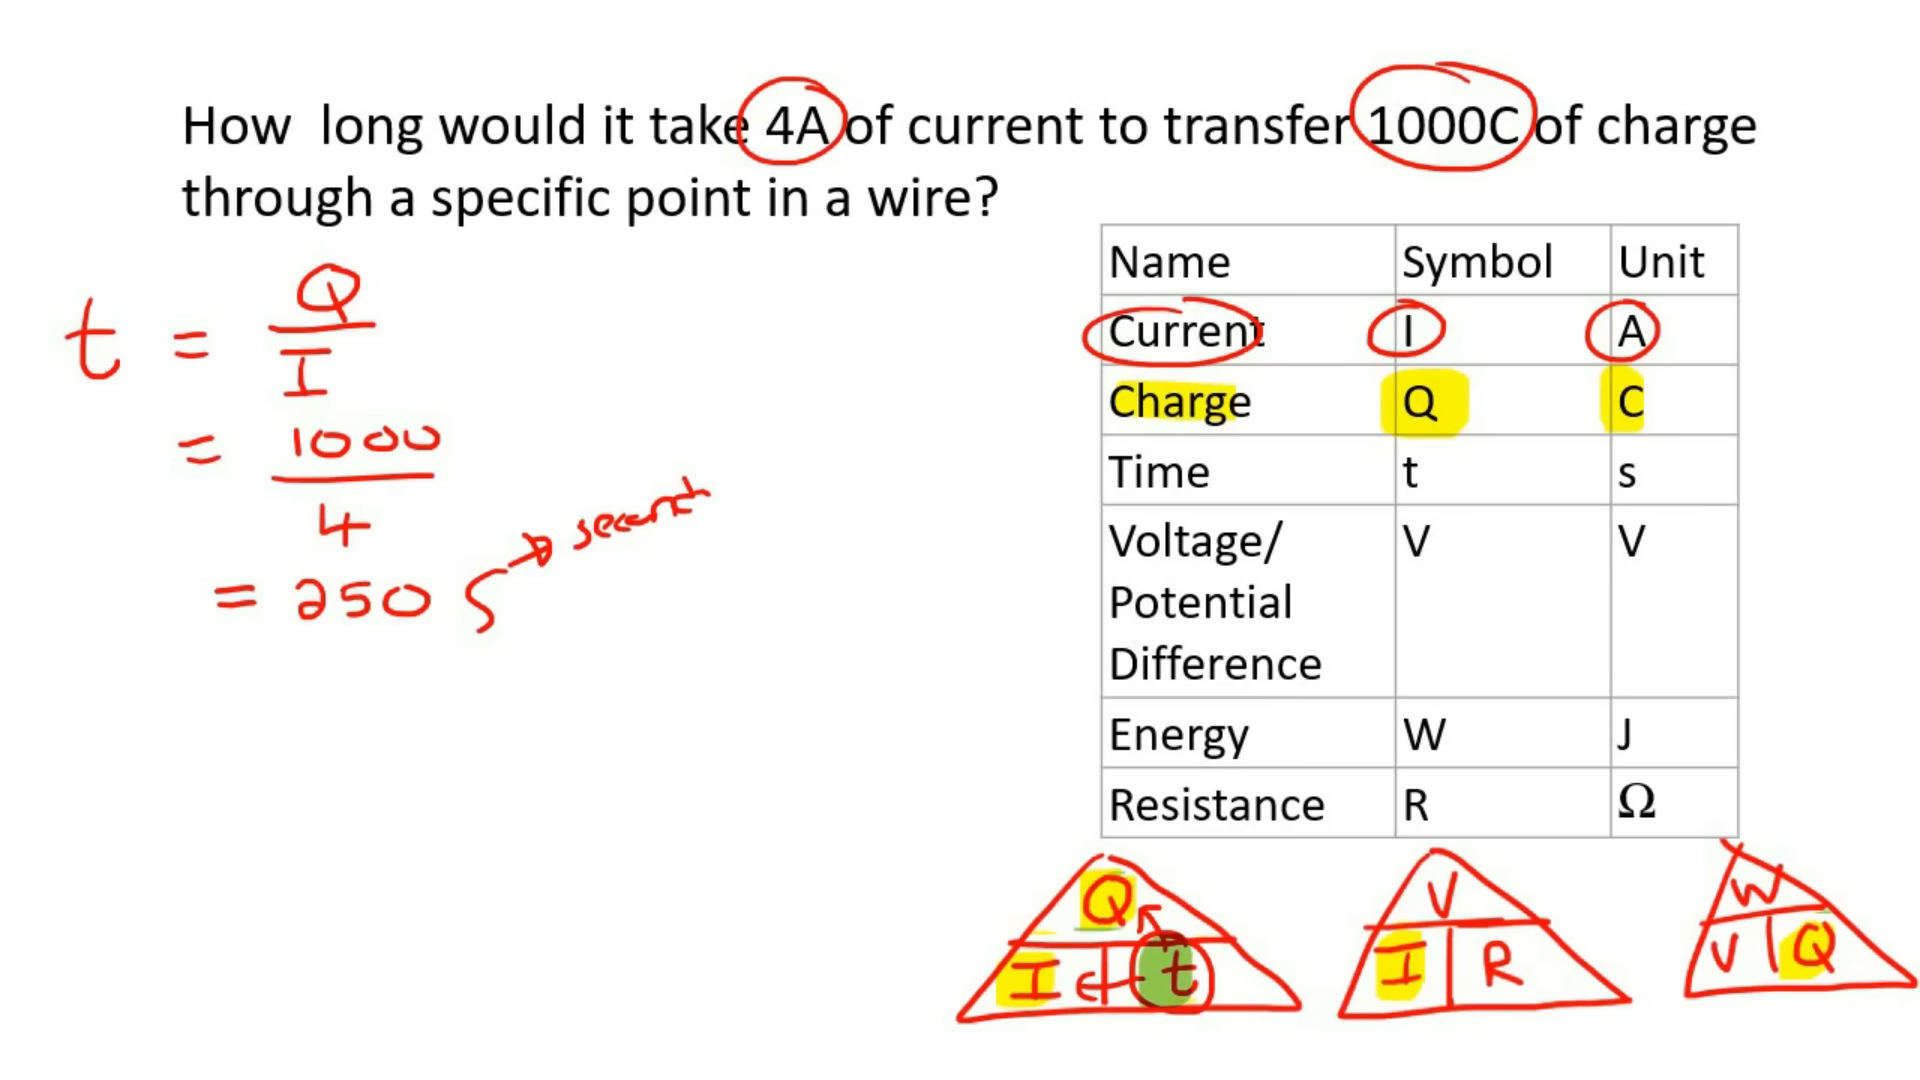 How long would it take 4A of current to transfer 1000C of charge
through a specific point in a wire?
t = Q
I
= 1000
4
= 250 s → seconds
Name Symbol Unit
Current I A
Charge Q C
Time t s
Voltage/ V V
Potential
Difference
Energy W J
Resistance R Ω
Q
I t
V
I R
W
V Q